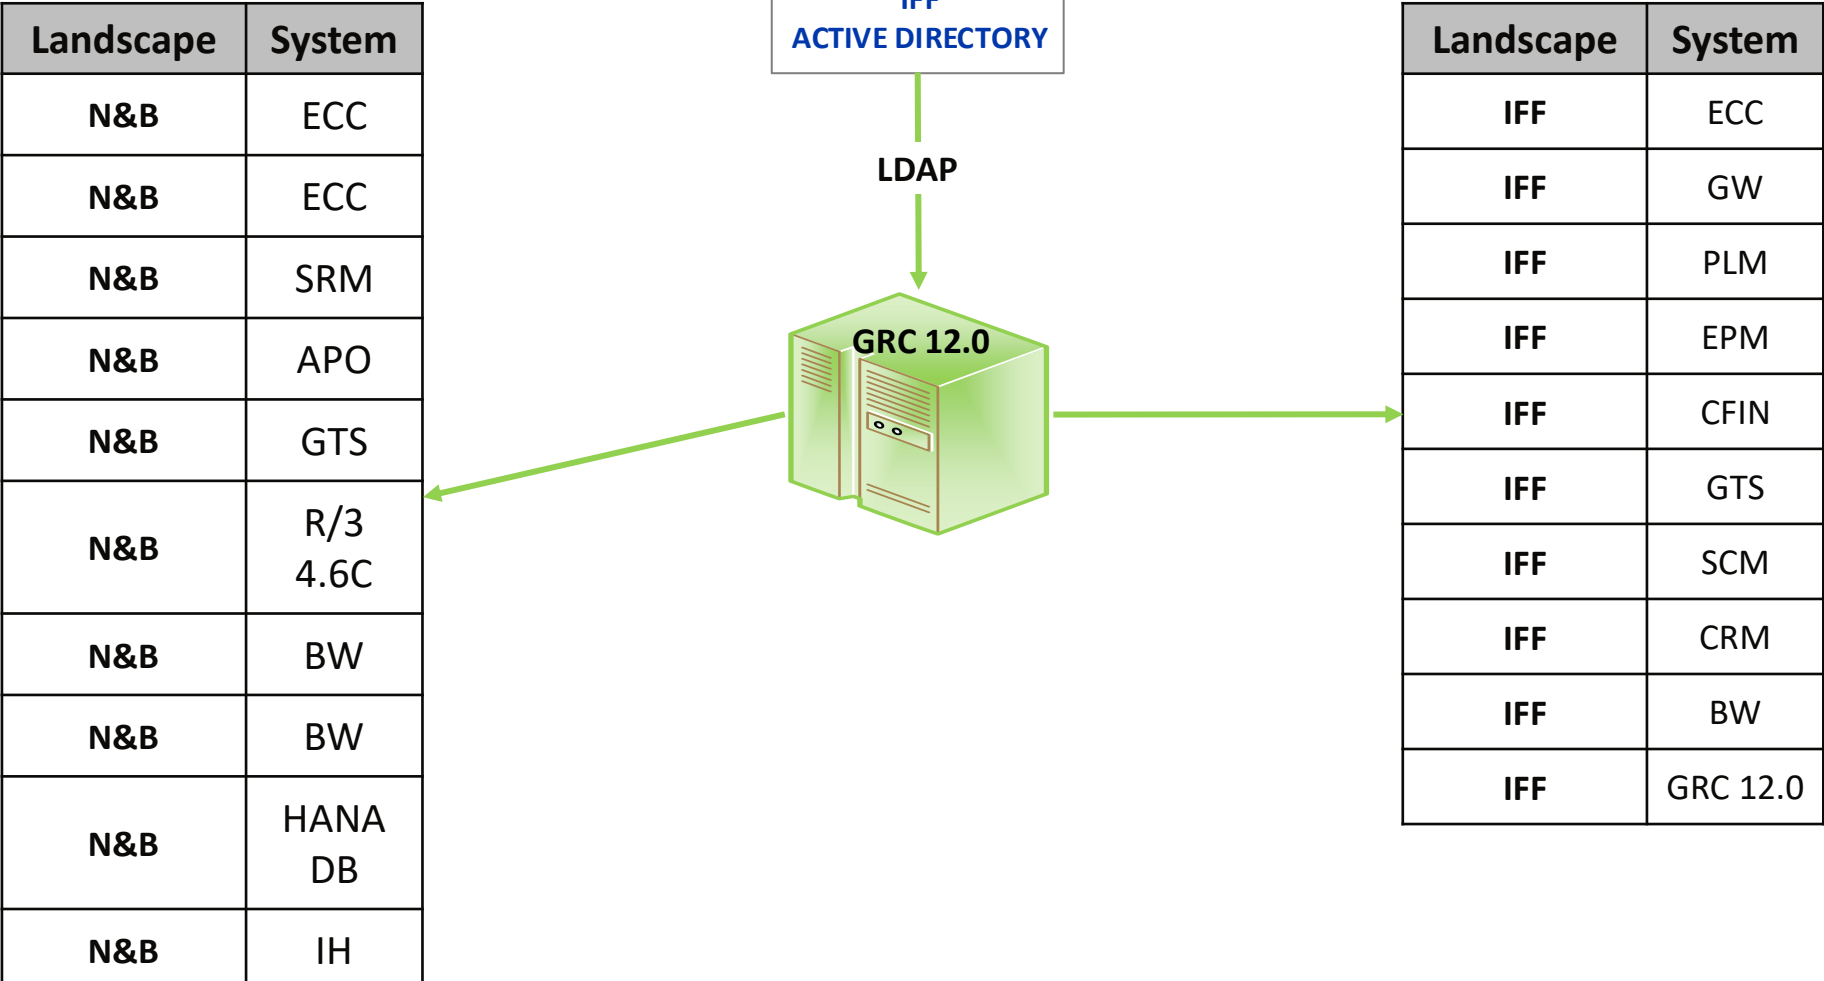 Landscape System
N&B ECC
N&B ECC
N&B SRM
N&B APO
N&B GTS
N&B R/3
4.6C
N&B BW
N&B BW
N&B HANA
DB
N&B IH
IFF
ACTIVE DIRECTORY
LDAP
GRC 12.0
Landscape System
IFF ECC
IFF GW
IFF PLM
IFF EPM
IFF CFIN
IFF GTS
IFF SCM
IFF CRM
IFF BW
IFF GRC 12.0